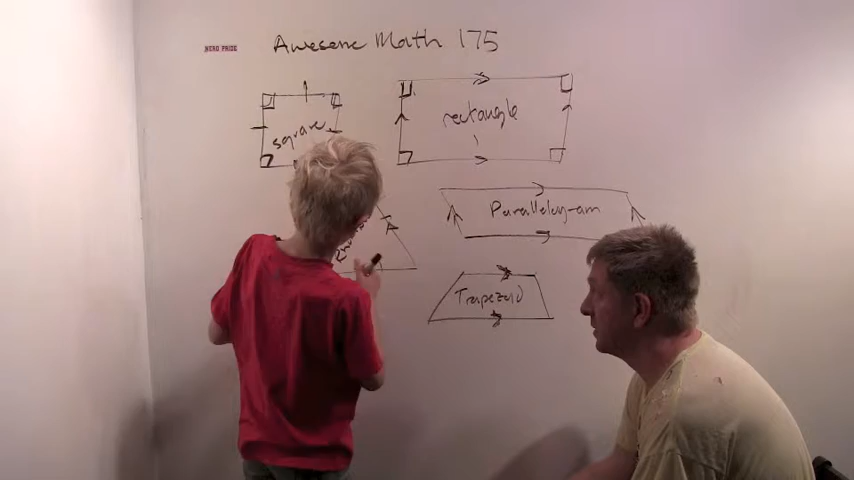 NERD PRIDE
Awesome Math 175
square
rectangle
Parallelogram
Trapezoid